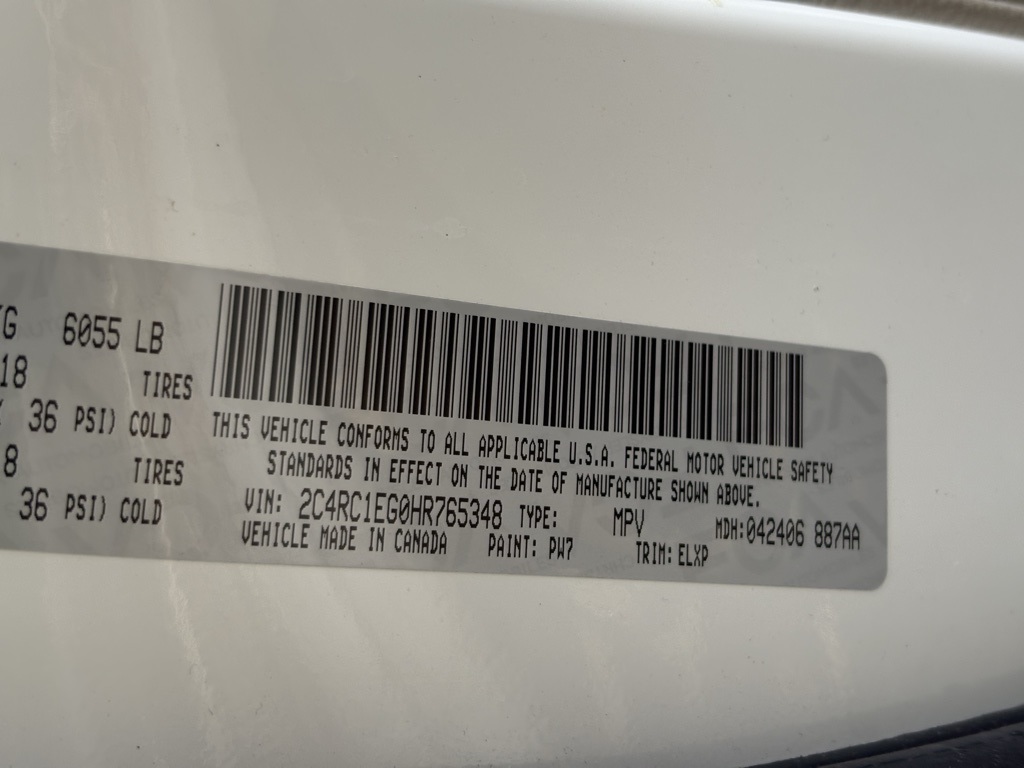 KG 6055 LB
18 TIRES
36 PSI) COLD
8 TIRES
36 PSI) COLD
THIS VEHICLE CONFORMS TO ALL APPLICABLE U.S.A. FEDERAL MOTOR VEHICLE SAFETY
STANDARDS IN EFFECT ON THE DATE OF MANUFACTURE SHOWN ABOVE.
VIN: 2C4RC1EG0HR765348 TYPE: MPV MDH:042406 887AA
VEHICLE MADE IN CANADA PAINT: PW7 TRIM: ELXP